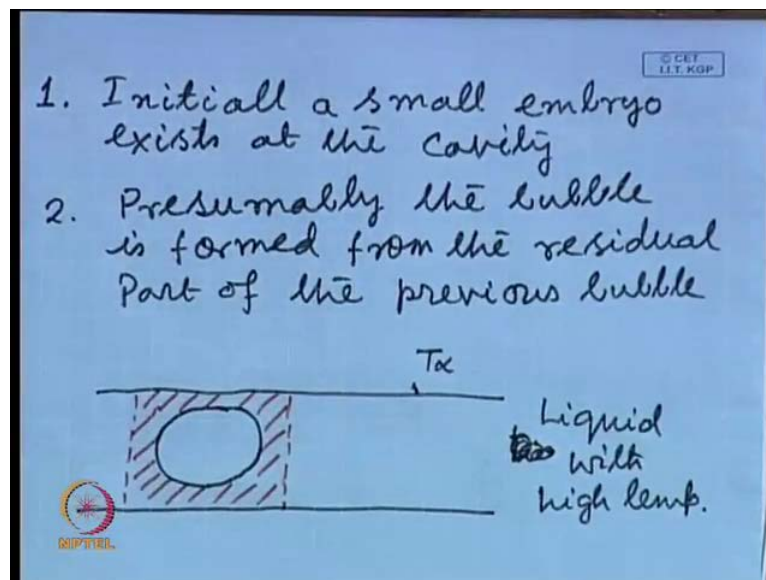 © CET
I.I.T. KGP
1. Initiall a small embryo
exists at the cavity
2. Presumably the bubble
is formed from the residual
Part of the previous bubble
T∝
Liquid
with
high temp.
NPTEL